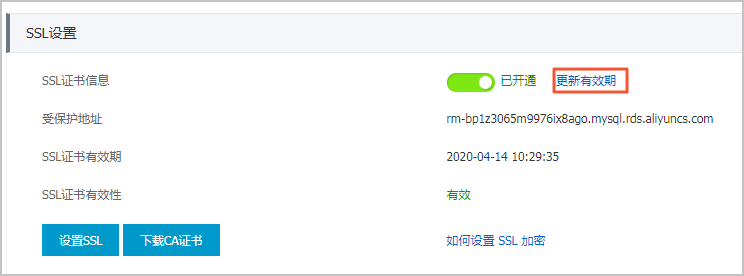 SSL设置
SSL证书信息 已开通 更新有效期
受保护地址 rm-bp1z3065m9976ix8ago.mysql.rds.aliyuncs.com
SSL证书有效期 2020-04-14 10:29:35
SSL证书有效性 有效
设置SSL 下载CA证书 如何设置 SSL 加密